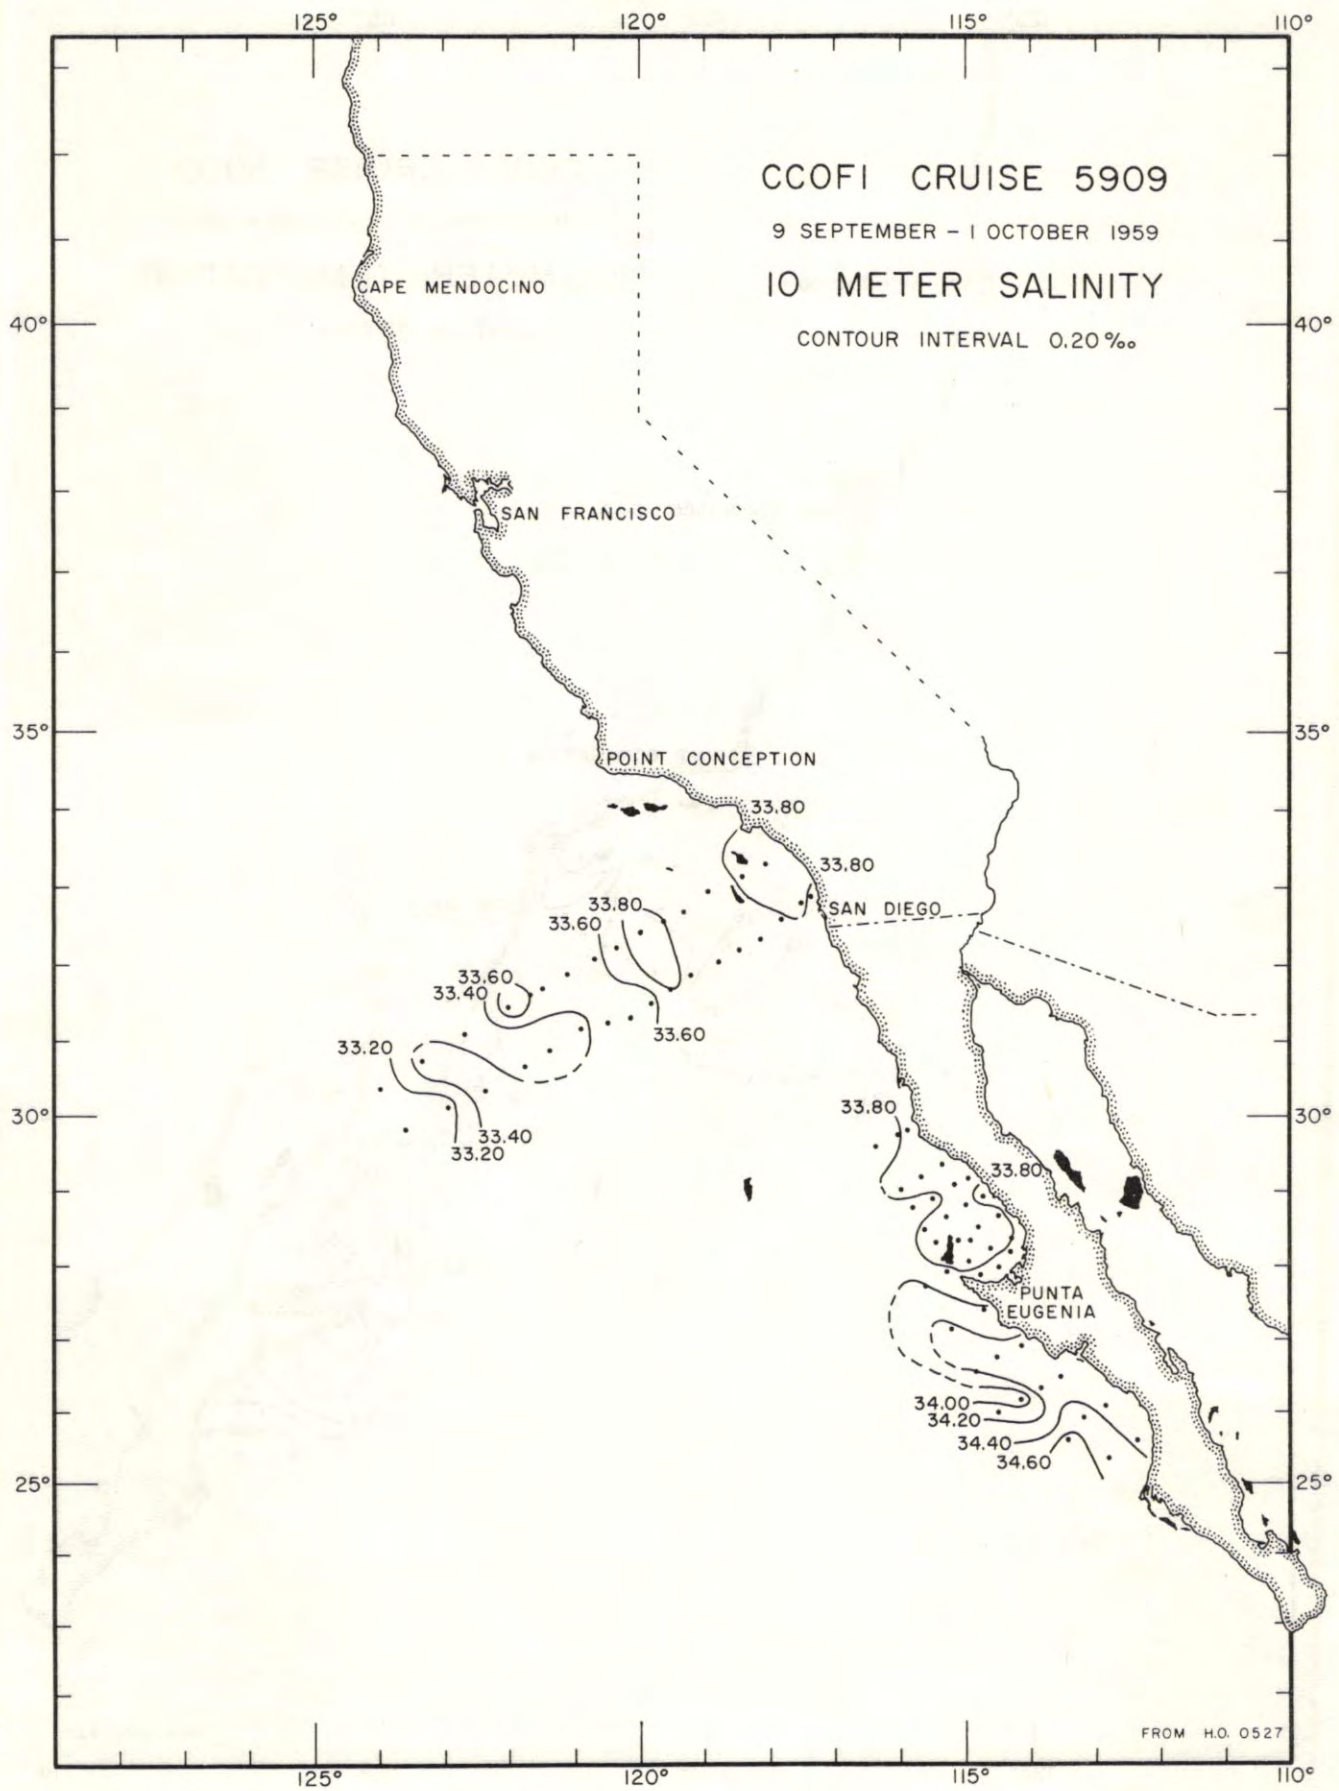 125° 120° 115° 110°
CCOFI CRUISE 5909
9 SEPTEMBER – 1 OCTOBER 1959
10 METER SALINITY
CONTOUR INTERVAL 0.20‰
CAPE MENDOCINO
40° 40°
SAN FRANCISCO
35° 35°
POINT CONCEPTION
33.80
33.80
33.80
SAN DIEGO
33.60
33.60
33.40
33.60
33.20
33.80
30° 30°
33.40
33.20
33.80
PUNTA
EUGENIA
34.00
34.20
34.40
34.60
25° 25°
FROM H.O. 0527
125° 120° 115° 110°